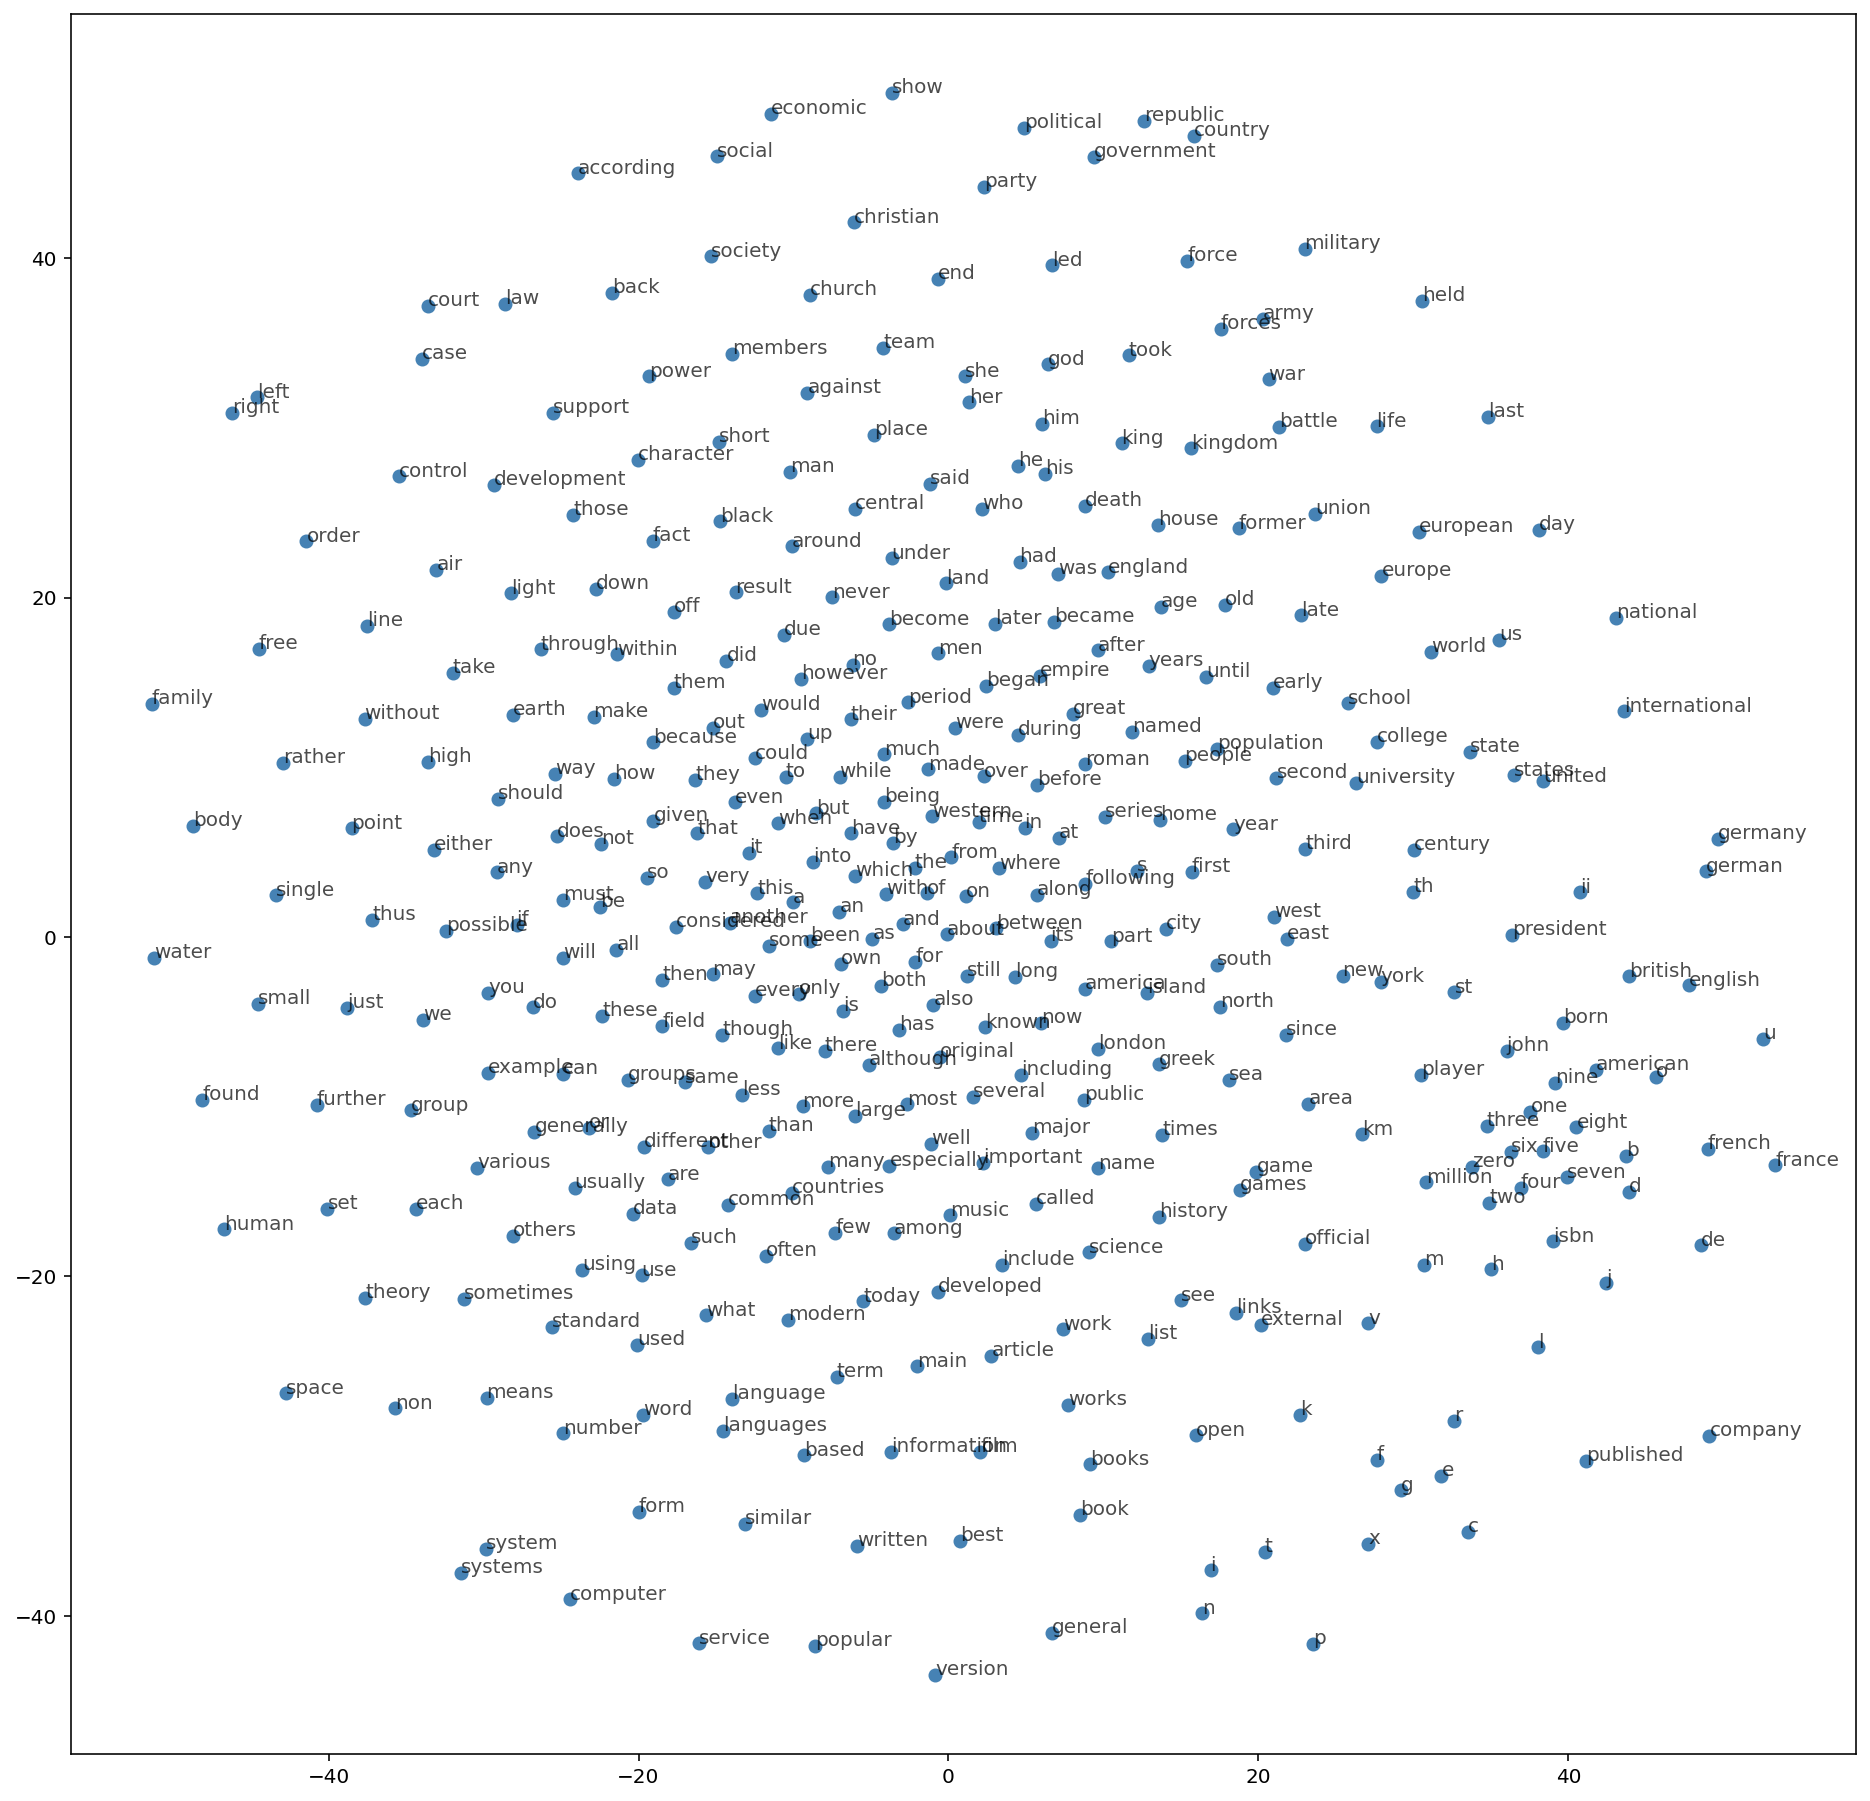 show
economic
political
republic
country
government
social
according
party
christian
military
society
led
force
end
back
church
held
court
law
army
forces
team
members
took
case
god
war
she
power
against
left
her
right
support
last
him
battle
life
place
short
king
kingdom
character
man
he
his
control
said
development
central
who
death
those
black
union
house
former
european
day
order
fact
around
under
had
air
was
england
europe
land
light
down
result
never
age
old
off
late
national
line
become
later
became
due
us
free
through
within
did
men
after
world
no
years
take
however
empire
until
them
began
early
family
period
school
would
international
without
earth
make
their
great
out
were
during
named
because
up
college
population
could
much
state
rather
high
roman
people
made
way
how
they
to
while
over
states
united
second
university
before
should
even
being
but
western
series
body
point
given
when
time
in
home
year
does
not
that
have
at
germany
by
either
it
third
century
into
from
any
which
the
where
s
first
german
so
very
following
single
must
this
with
of
on
along
th
ii
be
a
an
thus
possible
if
considered
another
and
between
city
west
president
some
been
as
about
its
part
east
water
will
all
own
for
south
then
may
still
long
new
york
british
small
just
you
do
every
only
both
america
island
st
english
we
these
is
also
north
field
known
now
born
though
has
since
u
like
there
original
london
john
example
can
although
greek
american
groups
same
including
sea
player
nine
o
found
further
group
less
more
most
several
public
area
large
one
generally
or
than
major
times
km
three
eight
different
other
well
six
five
french
various
many
especially
important
name
zero
b
france
usually
are
countries
game
million
seven
games
four
d
set
each
data
common
called
two
human
music
history
others
such
few
among
official
isbn
de
often
science
using
use
include
m
h
j
theory
sometimes
today
developed
see
what
modern
links
standard
external
v
used
work
list
l
main
article
term
space
non
means
language
works
word
k
number
languages
r
open
company
based
information
film
books
f
published
e
g
form
book
similar
c
system
written
best
x
t
systems
i
computer
n
general
service
popular
p
version
40
20
0
−20
−40
−40
−20
0
20
40